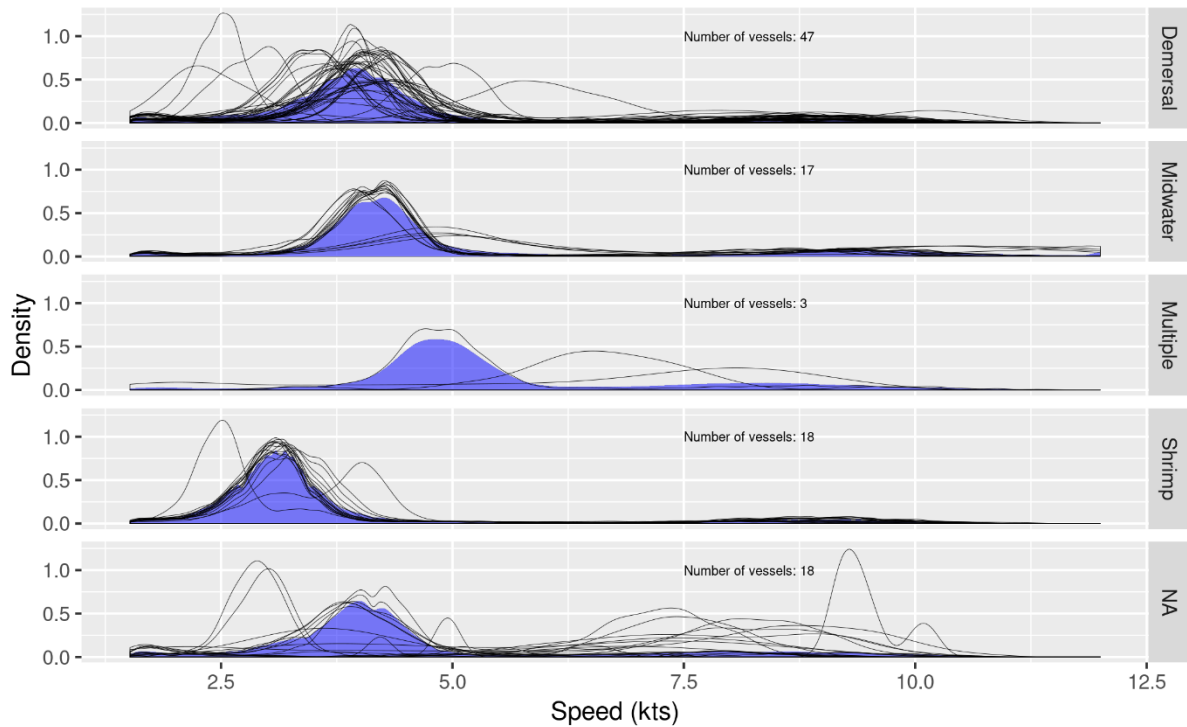 Density
1.0
0.5
0.0
Number of vessels: 47
Demersal
1.0
0.5
0.0
Number of vessels: 17
Midwater
1.0
0.5
0.0
Number of vessels: 3
Multiple
1.0
0.5
0.0
Number of vessels: 18
Shrimp
1.0
0.5
0.0
Number of vessels: 18
NA
2.5 5.0 7.5 10.0 12.5
Speed (kts)